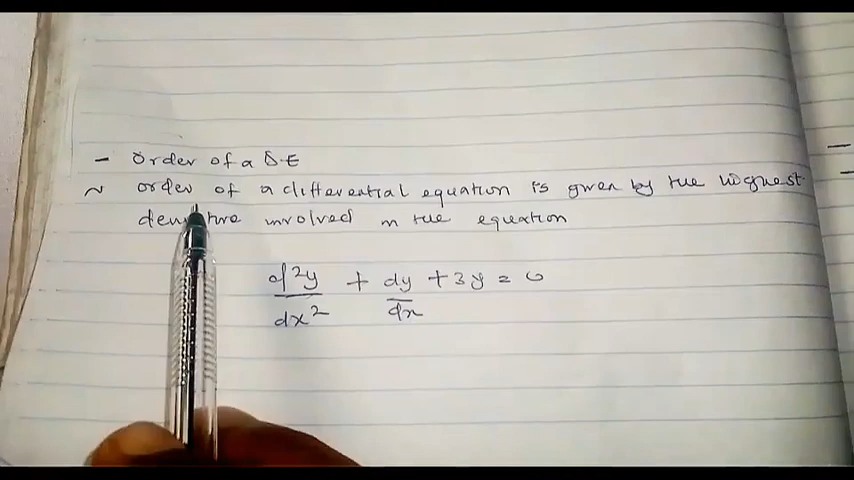 - Order of a DE
~ order of a differential equation is given by the highest
involved in the equation
d²y/dx² + dy/dx + 3y = 0